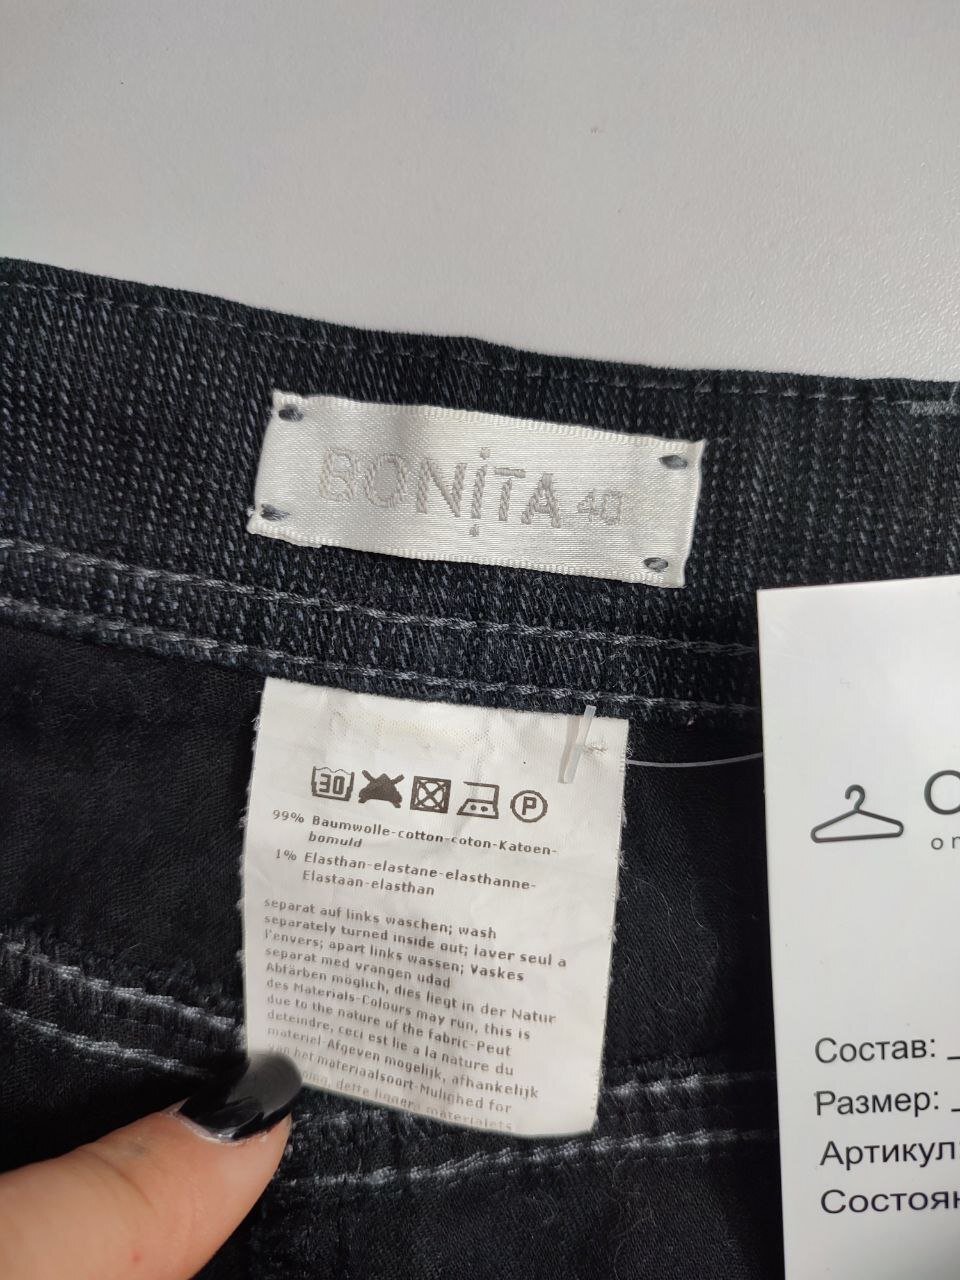 BONiTA 40
30
P
99% Baumwolle-cotton-coton-Katoen-
bomuld
1% Elasthan-elastane-elasthanne-
Elastaan-elasthan
separat auf links waschen; wash
separately turned inside out; laver seul a
l'envers; apart links wassen; Vaskes
separat med vrangen udad
Abfärben möglich, dies liegt in der Natur
des Materials-Colours may run, this is
due to the nature of the fabric-Peut
deteindre, ceci est lie a la nature du
materiel-Afgeven mogelijk, afhankelijk
van het materiaalsoort-Mulighed for
dette ligger materialets
Состав:
Размер:
Артикул:
Состоян